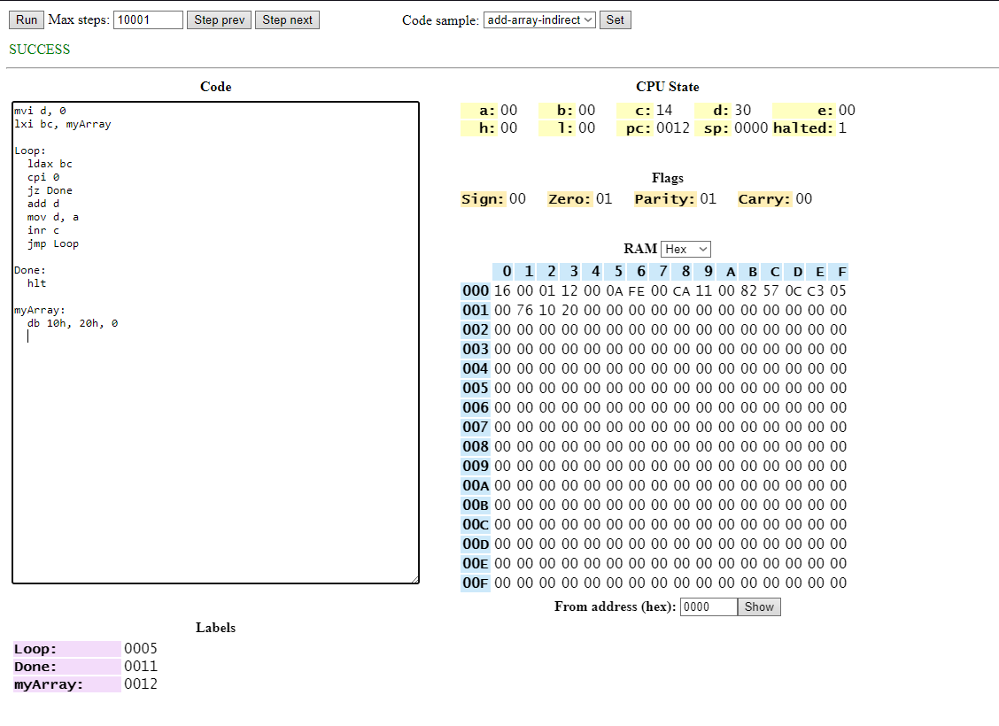 Run Max steps: 10001 Step prev Step next Code sample: add-array-indirect Set
SUCCESS
Code
mvi d, 0
lxi bc, myArray
Loop:
ldax bc
cpi 0
jz Done
add d
mov d, a
inr c
jmp Loop
Done:
hlt
myArray:
db 10h, 20h, 0
Labels
Loop: 0005
Done: 0011
myArray: 0012
CPU State
a: 00 b: 00 c: 14 d: 30 e: 00
h: 00 l: 00 pc: 0012 sp: 0000 halted: 1
Flags
Sign: 00 Zero: 01 Parity: 01 Carry: 00
RAM Hex
0 1 2 3 4 5 6 7 8 9 A B C D E F
000 16 00 01 12 00 0A FE 00 CA 11 00 82 57 0C C3 05
001 00 76 10 20 00 00 00 00 00 00 00 00 00 00 00 00
002 00 00 00 00 00 00 00 00 00 00 00 00 00 00 00 00
003 00 00 00 00 00 00 00 00 00 00 00 00 00 00 00 00
004 00 00 00 00 00 00 00 00 00 00 00 00 00 00 00 00
005 00 00 00 00 00 00 00 00 00 00 00 00 00 00 00 00
006 00 00 00 00 00 00 00 00 00 00 00 00 00 00 00 00
007 00 00 00 00 00 00 00 00 00 00 00 00 00 00 00 00
008 00 00 00 00 00 00 00 00 00 00 00 00 00 00 00 00
009 00 00 00 00 00 00 00 00 00 00 00 00 00 00 00 00
00A 00 00 00 00 00 00 00 00 00 00 00 00 00 00 00 00
00B 00 00 00 00 00 00 00 00 00 00 00 00 00 00 00 00
00C 00 00 00 00 00 00 00 00 00 00 00 00 00 00 00 00
00D 00 00 00 00 00 00 00 00 00 00 00 00 00 00 00 00
00E 00 00 00 00 00 00 00 00 00 00 00 00 00 00 00 00
00F 00 00 00 00 00 00 00 00 00 00 00 00 00 00 00 00
From address (hex): 0000 Show